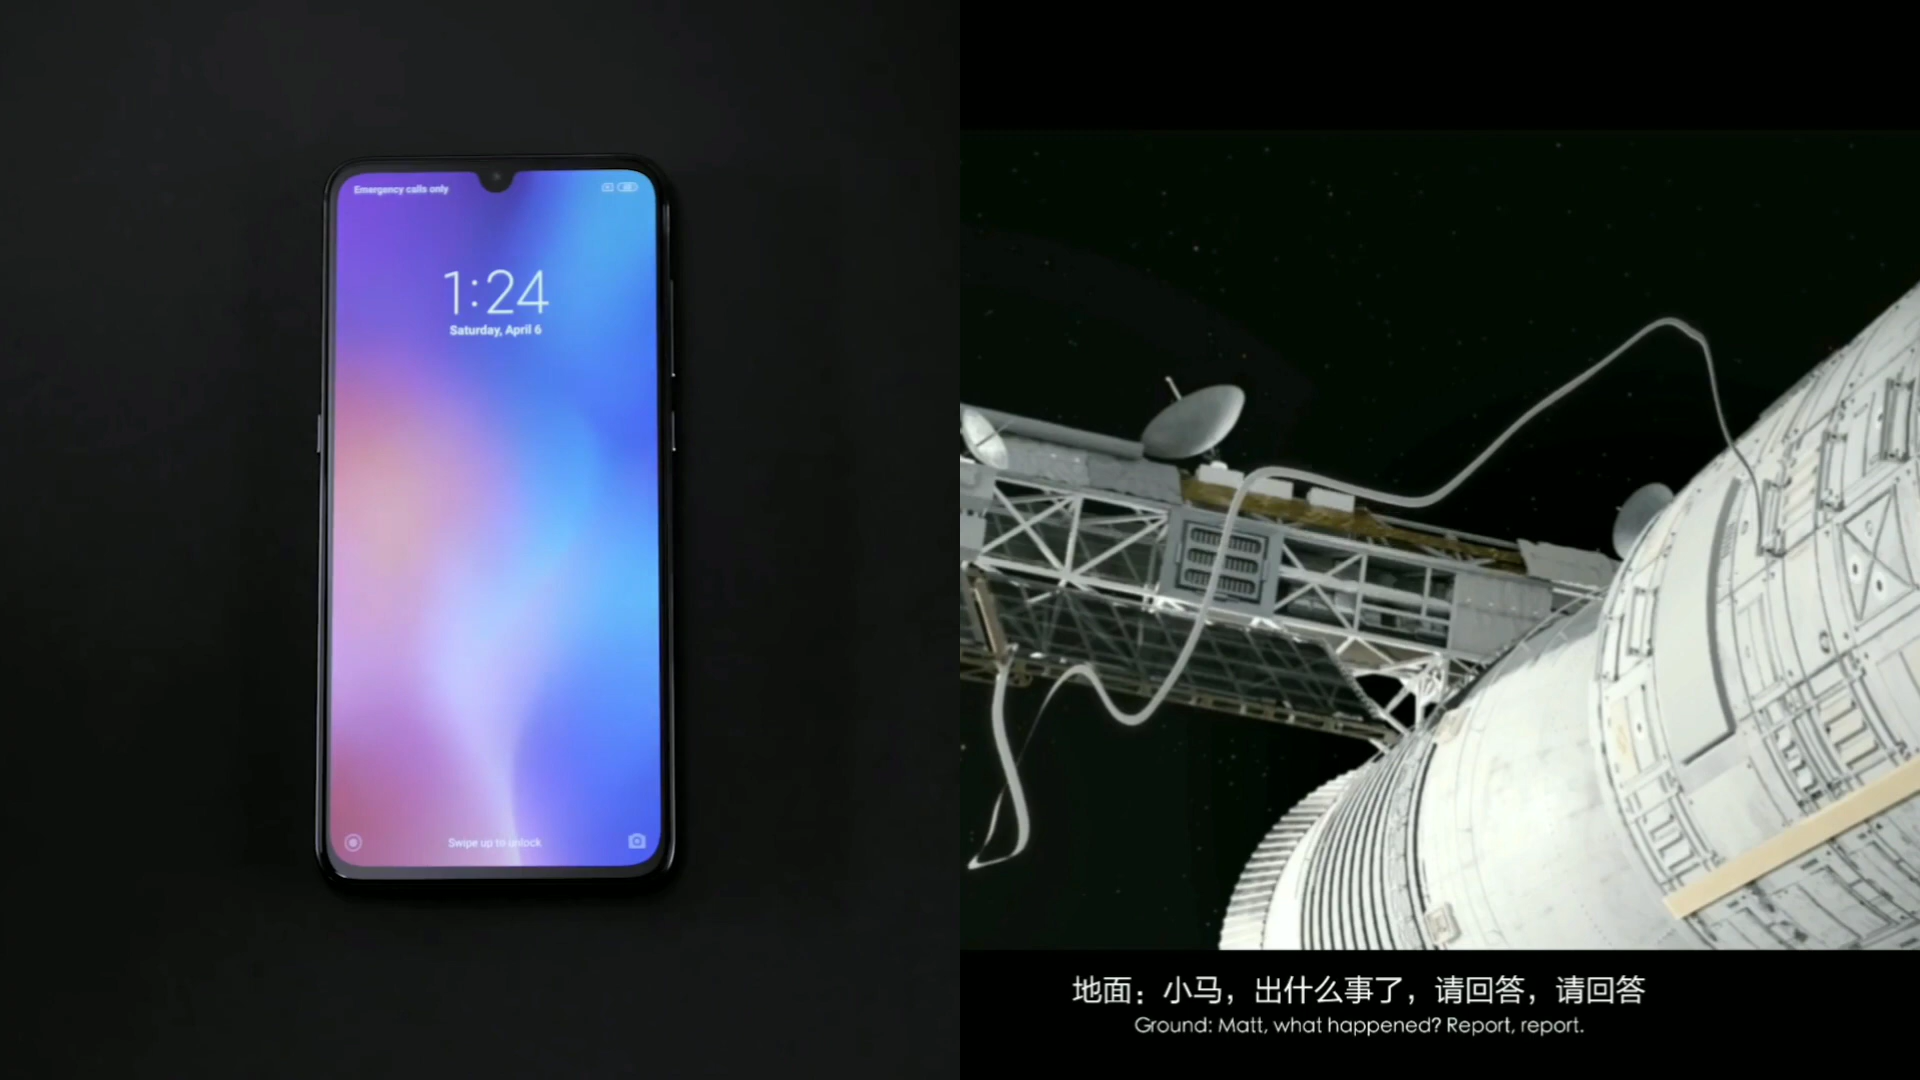 Emergency calls only
1:24
Saturday, April 6
Swipe up to unlock
地面：小马，出什么事了，请回答，请回答
Ground: Matt, what happened? Report, report.